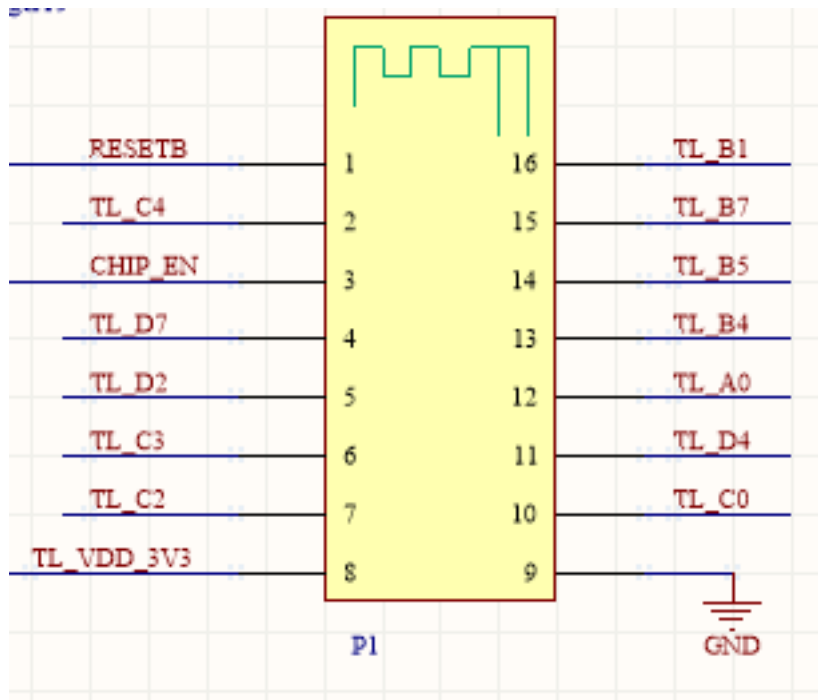 RESETB 1 16 TL_B1
TL_C4 2 15 TL_B7
CHIP_EN 3 14 TL_B5
TL_D7 4 13 TL_B4
TL_D2 5 12 TL_A0
TL_C3 6 11 TL_D4
TL_C2 7 10 TL_C0
TL_VDD_3V3 8 9
P1 GND